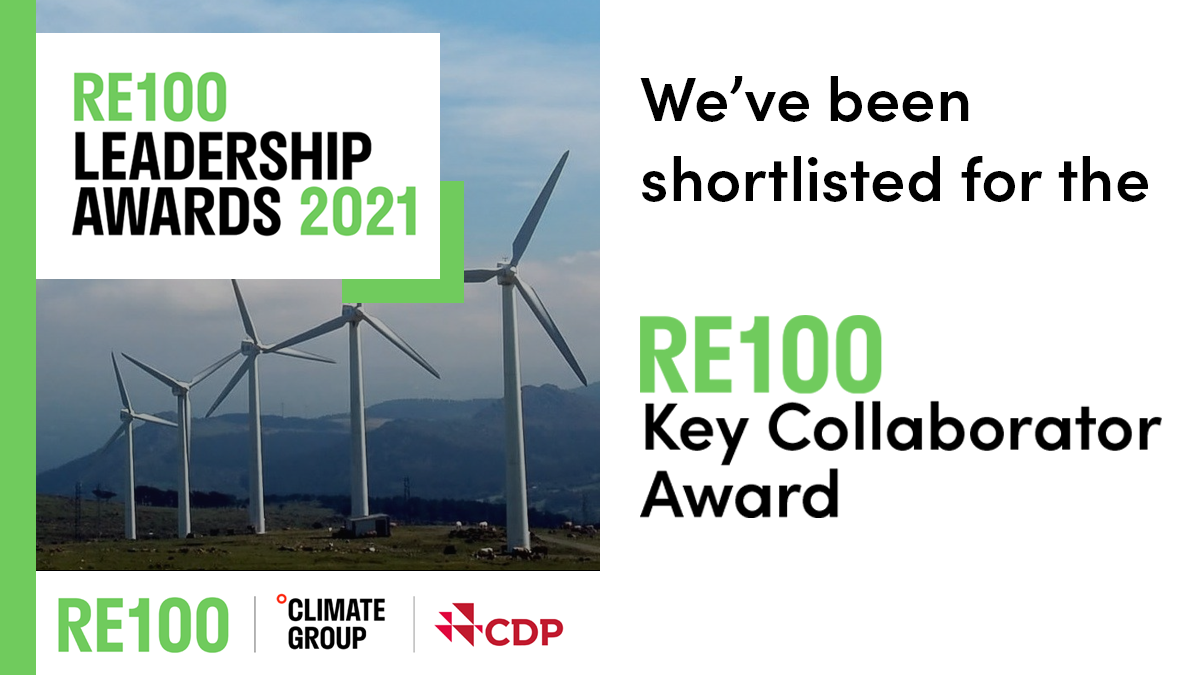 RE100
LEADERSHIP
AWARDS 2021
We’ve been
shortlisted for the
RE100
Key Collaborator
Award
RE100
°CLIMATE
GROUP
CDP